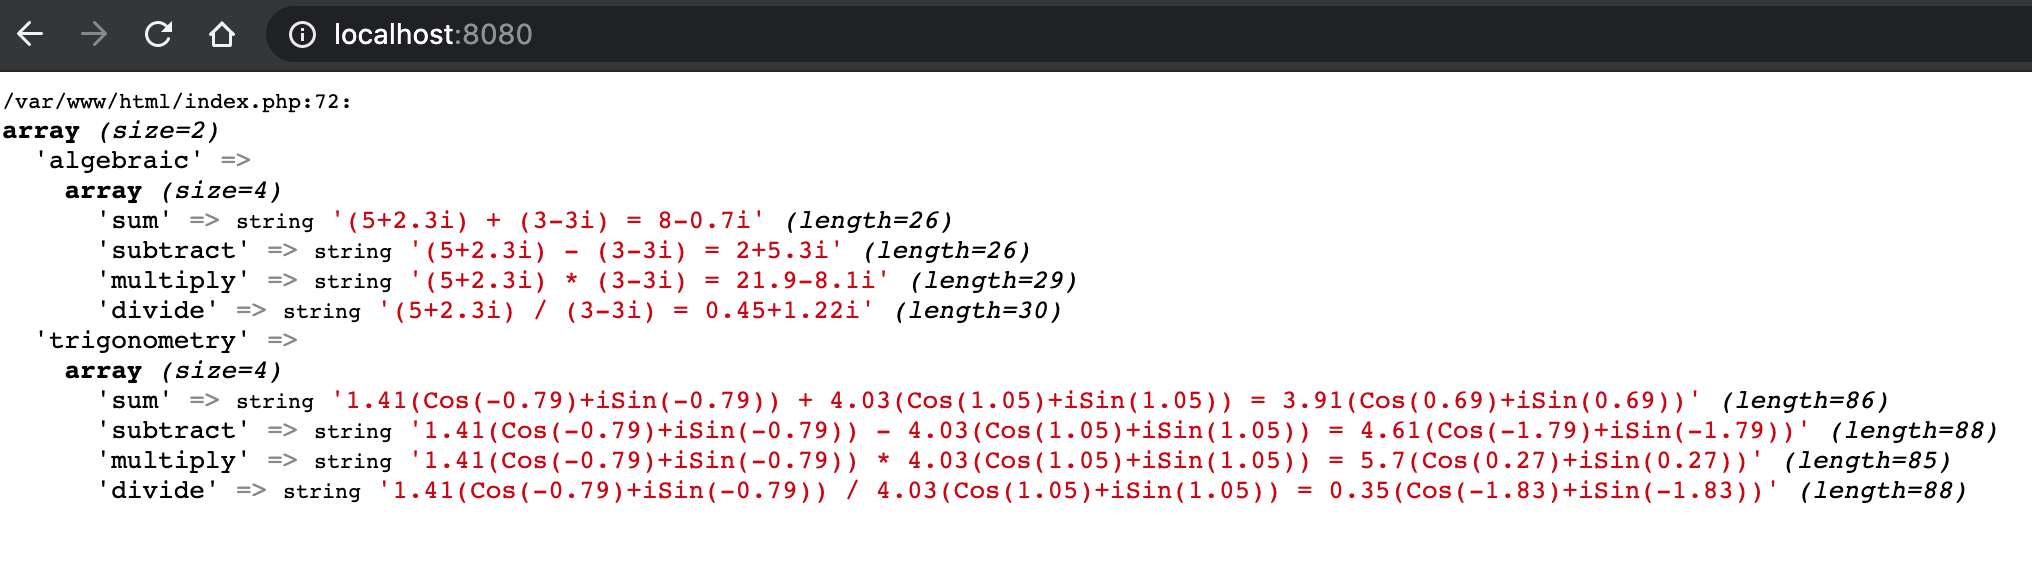 localhost:8080
/var/www/html/index.php:72:
array (size=2)
  'algebraic' =>
    array (size=4)
      'sum' => string '(5+2.3i) + (3-3i) = 8-0.7i' (length=26)
      'subtract' => string '(5+2.3i) - (3-3i) = 2+5.3i' (length=26)
      'multiply' => string '(5+2.3i) * (3-3i) = 21.9-8.1i' (length=29)
      'divide' => string '(5+2.3i) / (3-3i) = 0.45+1.22i' (length=30)
  'trigonometry' =>
    array (size=4)
      'sum' => string '1.41(Cos(-0.79)+iSin(-0.79)) + 4.03(Cos(1.05)+iSin(1.05)) = 3.91(Cos(0.69)+iSin(0.69))' (length=86)
      'subtract' => string '1.41(Cos(-0.79)+iSin(-0.79)) - 4.03(Cos(1.05)+iSin(1.05)) = 4.61(Cos(-1.79)+iSin(-1.79))' (length=88)
      'multiply' => string '1.41(Cos(-0.79)+iSin(-0.79)) * 4.03(Cos(1.05)+iSin(1.05)) = 5.7(Cos(0.27)+iSin(0.27))' (length=85)
      'divide' => string '1.41(Cos(-0.79)+iSin(-0.79)) / 4.03(Cos(1.05)+iSin(1.05)) = 0.35(Cos(-1.83)+iSin(-1.83))' (length=88)